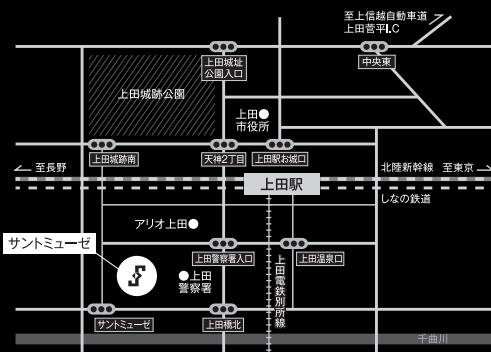 至上信越自動車道
上田菅平I.C
上田城址
公園入口
中央東
上田城跡公園
上田
市役所
上田城跡南
天神2丁目
上田駅お城口
至長野
北陸新幹線 至東京
上田駅
しなの鉄道
アリオ上田
サントミューゼ
上田警察署入口
上田温泉口
上田
警察署
上田電鉄別所線
サントミューゼ
上田橋北
千曲川